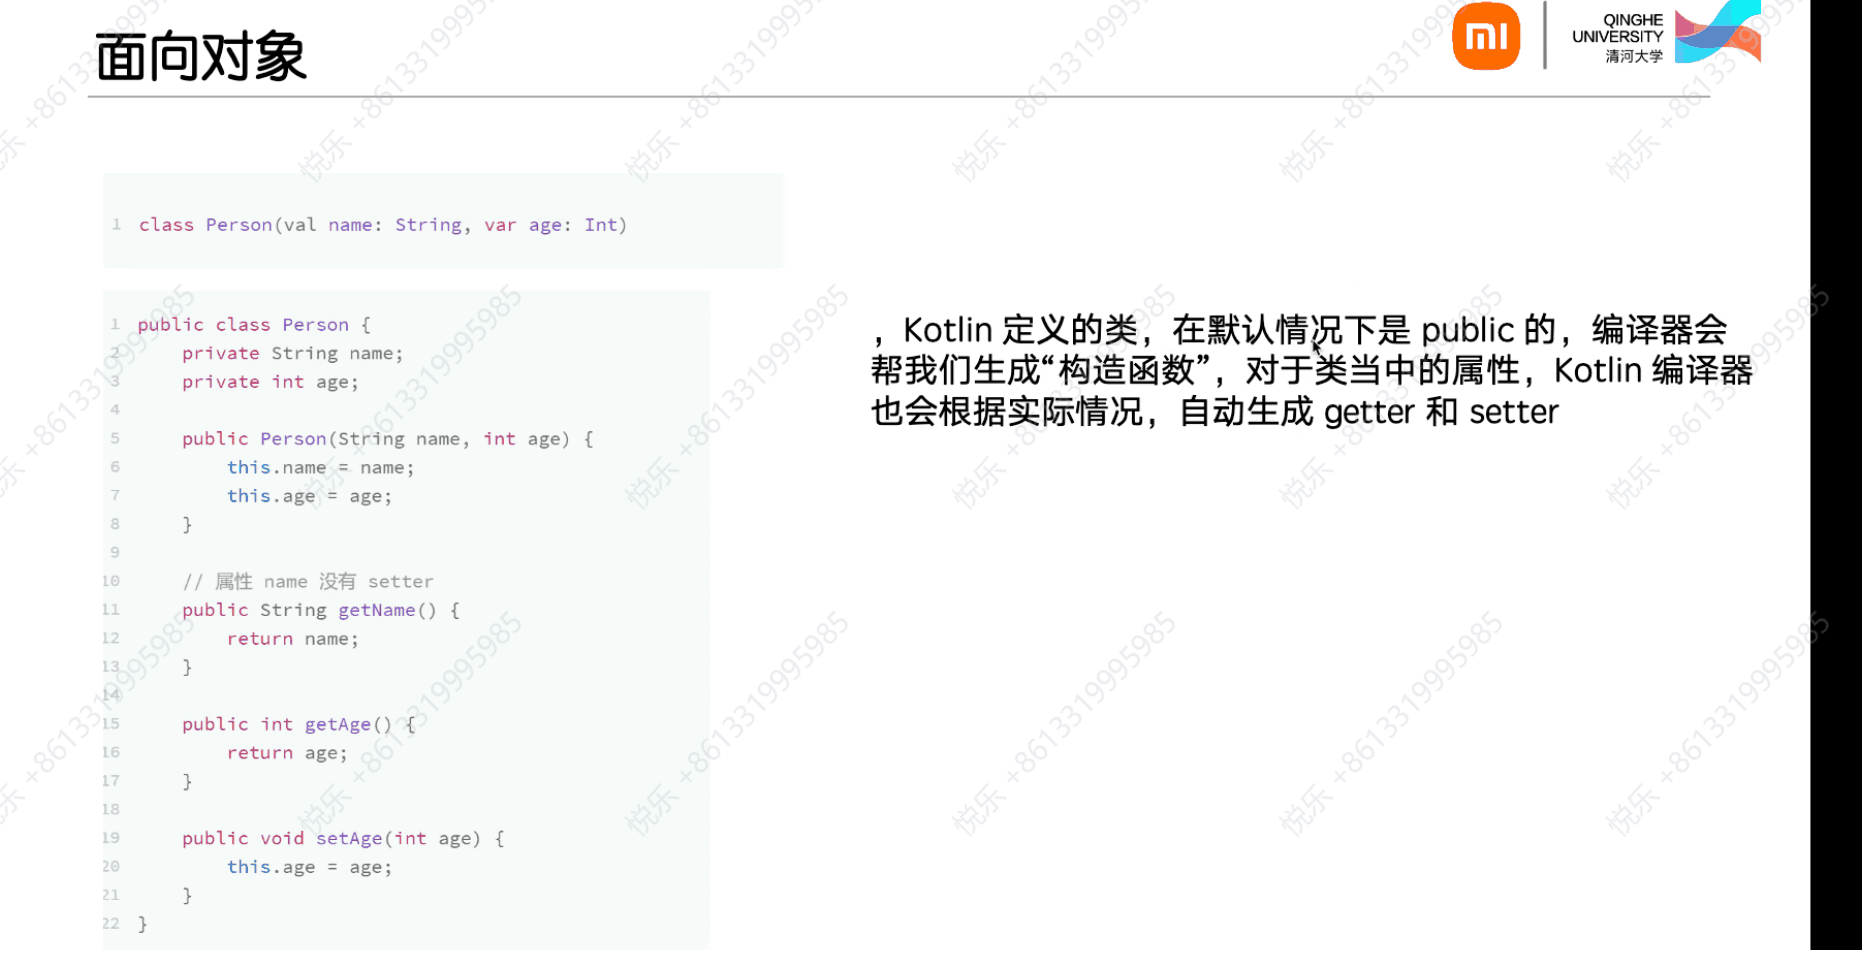 面向对象
mi
QINGHE
UNIVERSITY
清河大学
1 class Person(val name: String, var age: Int)
1 public class Person {
2 private String name;
3 private int age;
4
5 public Person(String name, int age) {
6 this.name = name;
7 this.age = age;
8 }
9
10 // 属性 name 没有 setter
11 public String getName() {
12 return name;
13 }
14
15 public int getAge() {
16 return age;
17 }
18
19 public void setAge(int age) {
20 this.age = age;
21 }
22 }
，Kotlin 定义的类，在默认情况下是 public 的，编译器会
帮我们生成“构造函数”，对于类当中的属性，Kotlin 编译器
也会根据实际情况，自动生成 getter 和 setter
悦乐 +8613319995985